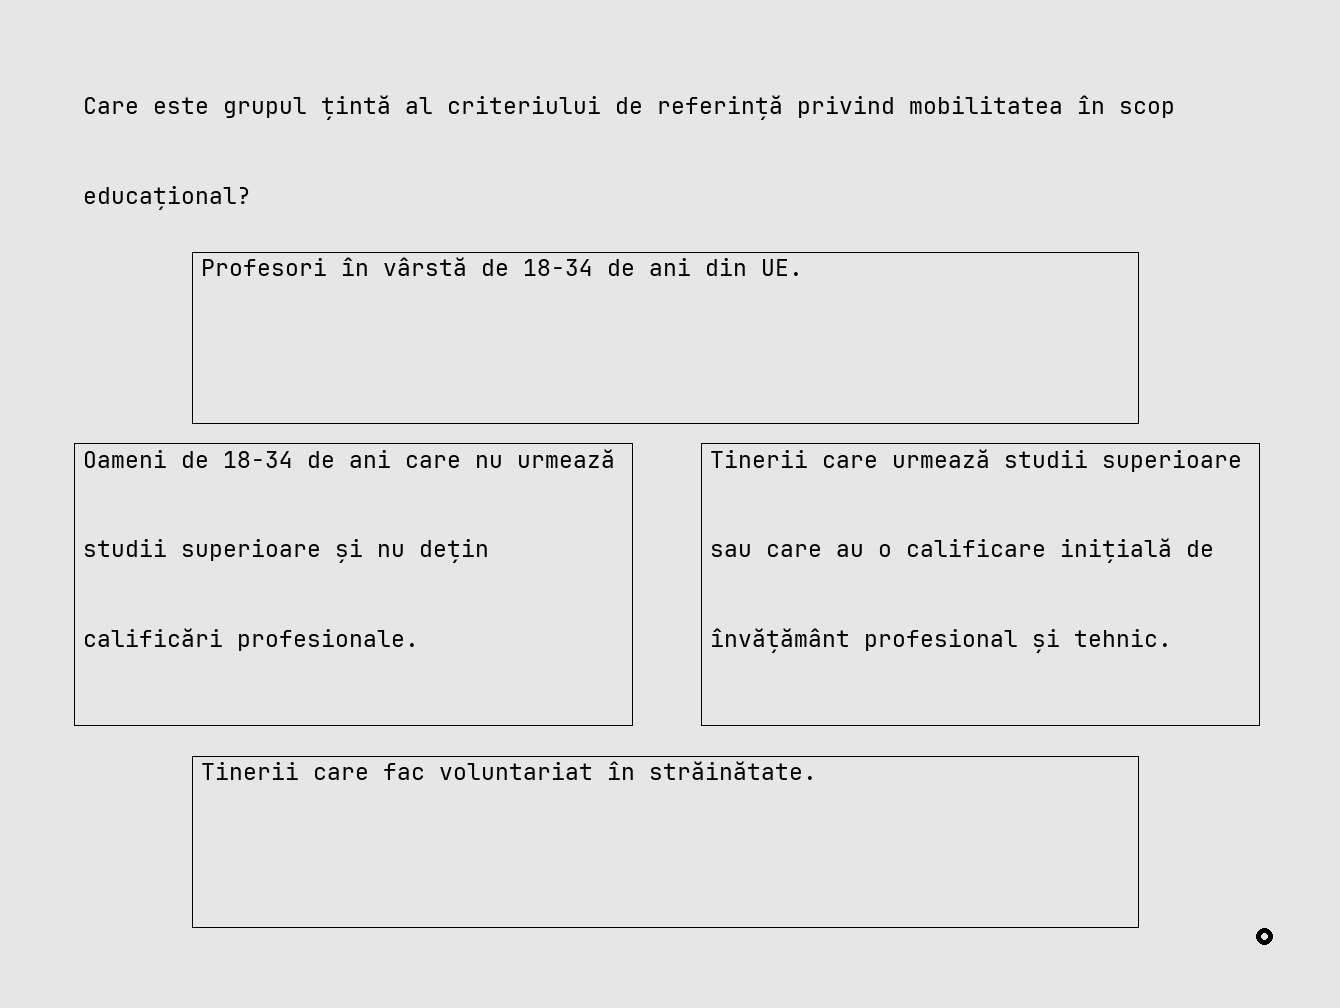 Care este grupul țintă al criteriului de referință privind mobilitatea în scop
educațional?
Profesori în vârstă de 18-34 de ani din UE.
Oameni de 18-34 de ani care nu urmează
studii superioare și nu dețin
calificări profesionale.
Tinerii care urmează studii superioare
sau care au o calificare inițială de
învățământ profesional și tehnic.
Tinerii care fac voluntariat în străinătate.